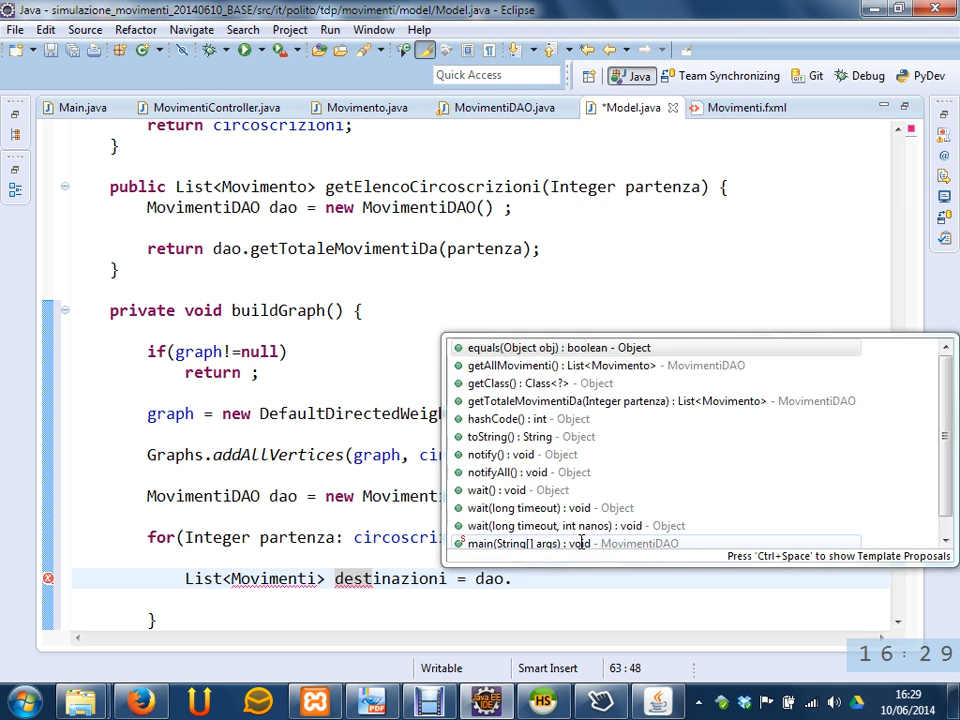 Java - simulazione_movimenti_20140610_BASE/src/it/polito/tdp/movimenti/model/Model.java - Eclipse
File Edit Source Refactor Navigate Search Project Run Window Help
Quick Access
Java Team Synchronizing Git Debug PyDev
Main.java MovimentiController.java Movimento.java MovimentiDAO.java *Model.java Movimenti.fxml
return circoscrizioni;
}
public List<Movimento> getElencoCircoscrizioni(Integer partenza) {
MovimentiDAO dao = new MovimentiDAO() ;
return dao.getTotaleMovimentiDa(partenza);
}
private void buildGraph() {
if(graph!=null)
return ;
graph = new DefaultDirectedWeigh
Graphs.addAllVertices(graph, cir
MovimentiDAO dao = new Moviment
for(Integer partenza: circoscriz
List<Movimenti> destinazioni = dao.
}
equals(Object obj) : boolean - Object
getAllMovimenti() : List<Movimento> - MovimentiDAO
getClass() : Class<?> - Object
getTotaleMovimentiDa(Integer partenza) : List<Movimento> - MovimentiDAO
hashCode() : int - Object
toString() : String - Object
notify() : void - Object
notifyAll() : void - Object
wait() : void - Object
wait(long timeout) : void - Object
wait(long timeout, int nanos) : void - Object
main(String[] args) : void - MovimentiDAO
Press 'Ctrl+Space' to show Template Proposals
Writable Smart Insert 63 : 48
16:29
PDF
JavaEE
IDE
HS
16:29
10/06/2014